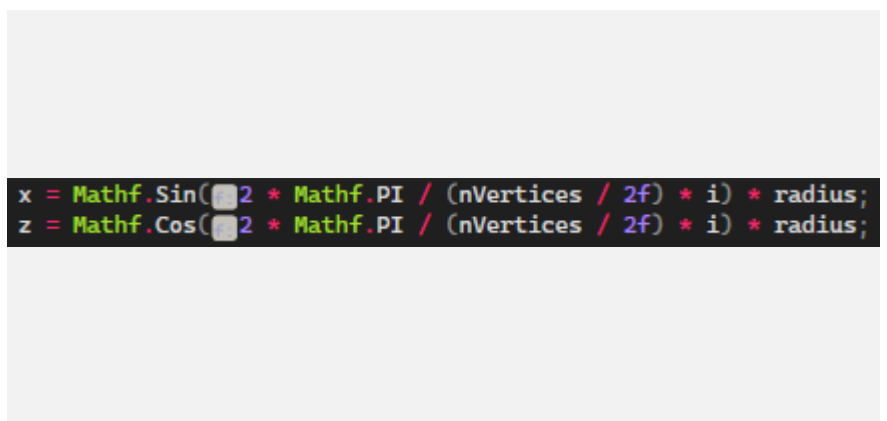 x = Mathf.Sin(f:2 * Mathf.PI / (nVertices / 2f) * i) * radius;
z = Mathf.Cos(f:2 * Mathf.PI / (nVertices / 2f) * i) * radius;